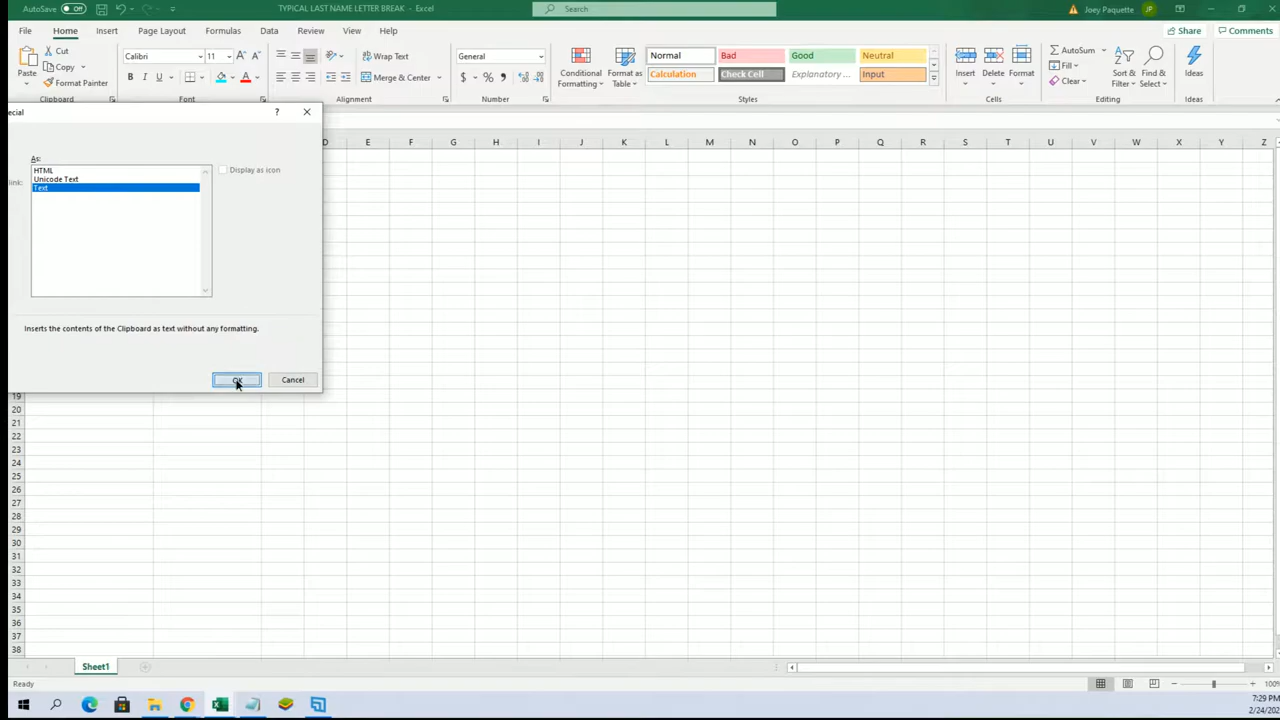 AutoSave Off TYPICAL LAST NAME LETTER BREAK - Excel Search Joey Paquette JP
File Home Insert Page Layout Formulas Data Review View Help Share Comments
Cut Calibri 11 Wrap Text General Normal Bad Good Neutral AutoSum
Copy
Paste Format Painter Merge & Center Conditional Formatting Format as Table Calculation Check Cell Explanatory ... Input Insert Delete Format Fill Clear Sort & Filter Find & Select Ideas
Clipboard Font Alignment Number Styles Cells Editing Ideas
ecial ? ×
D E F G H I J K L M N O P Q R S T U V W X Y Z
As:
HTML Display as icon
link: Unicode Text
Text
Inserts the contents of the Clipboard as text without any formatting.
OK Cancel
19
20
21
22
23
24
25
26
27
28
29
30
31
32
33
34
35
36
37
38
Sheet1
Ready 100%
7:29 PM
2/24/202